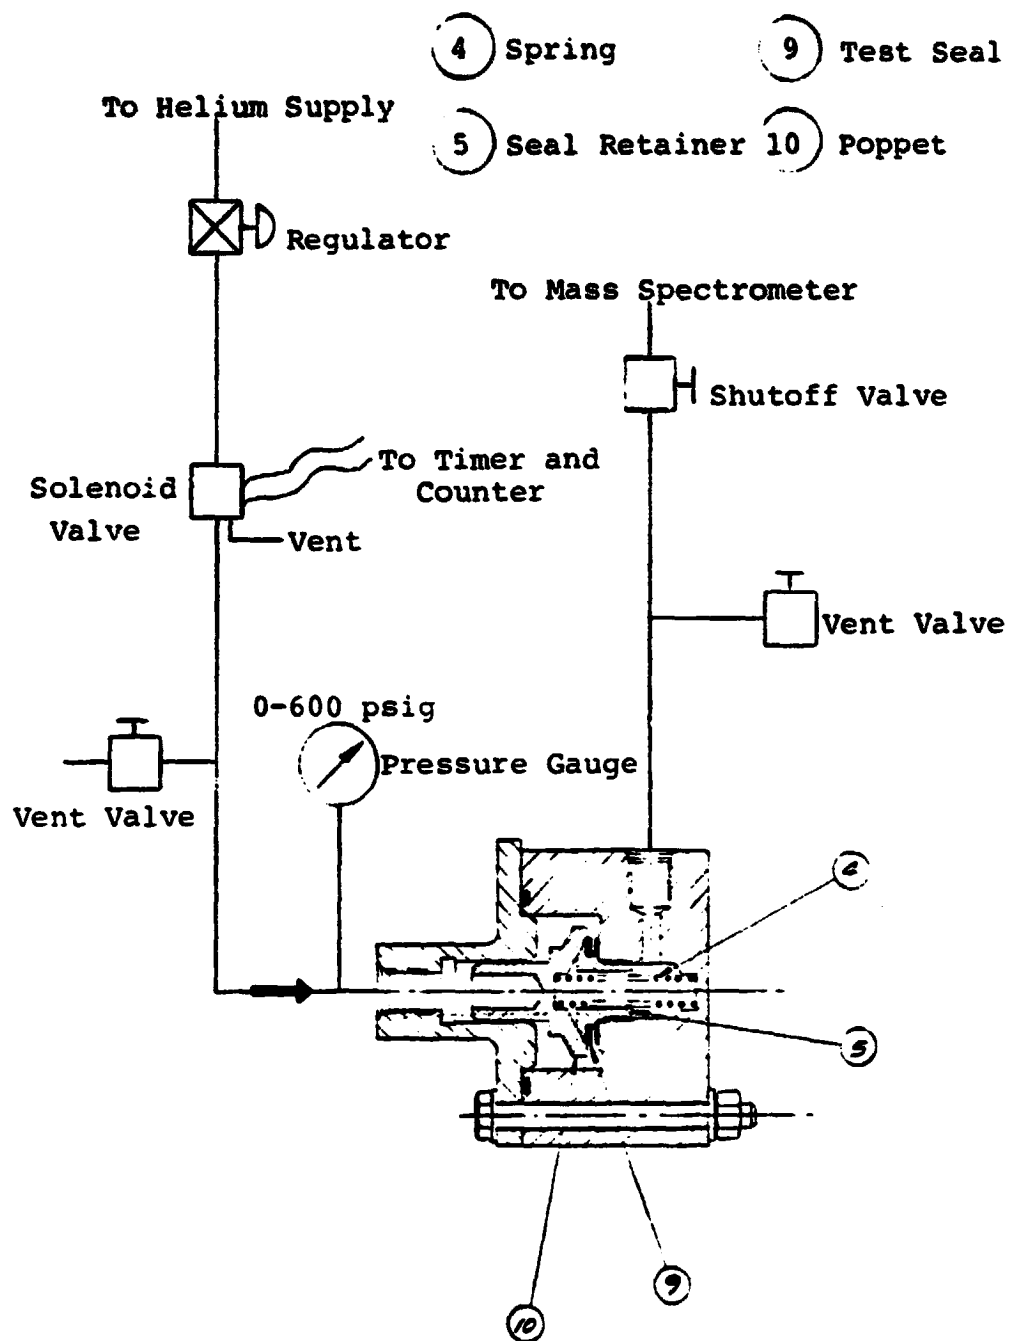 4 Spring
9 Test Seal
To Helium Supply
5 Seal Retainer
10 Poppet
Regulator
To Mass Spectrometer
Shutoff Valve
To Timer and
Counter
Solenoid
Valve
Vent
Vent Valve
0-600 psig
Pressure Gauge
Vent Valve
4
5
9
10